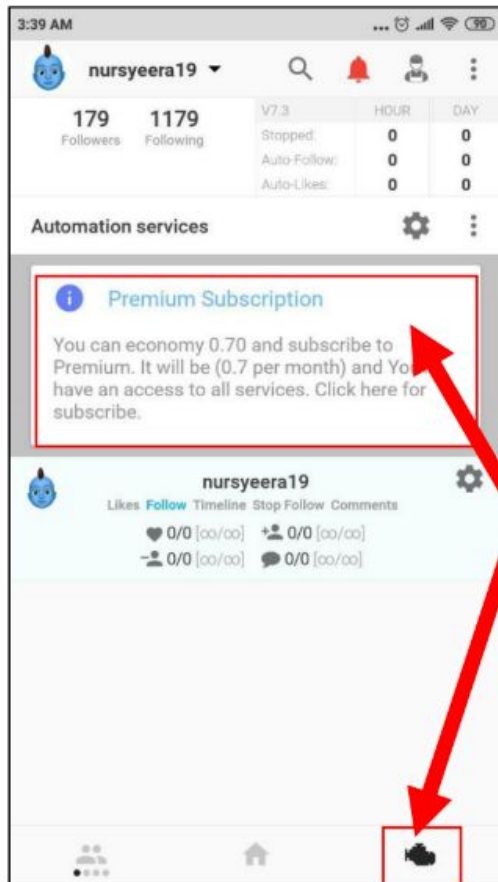 3:39 AM ... 90
nursyeera19
179 1179
Followers Following
V7.3 HOUR DAY
Stopped: 0 0
Auto-Follow: 0 0
Auto-Likes: 0 0
Automation services
Premium Subscription
You can economy 0.70 and subscribe to
Premium. It will be (0.7 per month) and You
have an access to all services. Click here for
subscribe.
nursyeera19
Likes Follow Timeline Stop Follow Comments
0/0 [∞/∞] 0/0 [∞/∞]
0/0 [∞/∞] 0/0 [∞/∞]